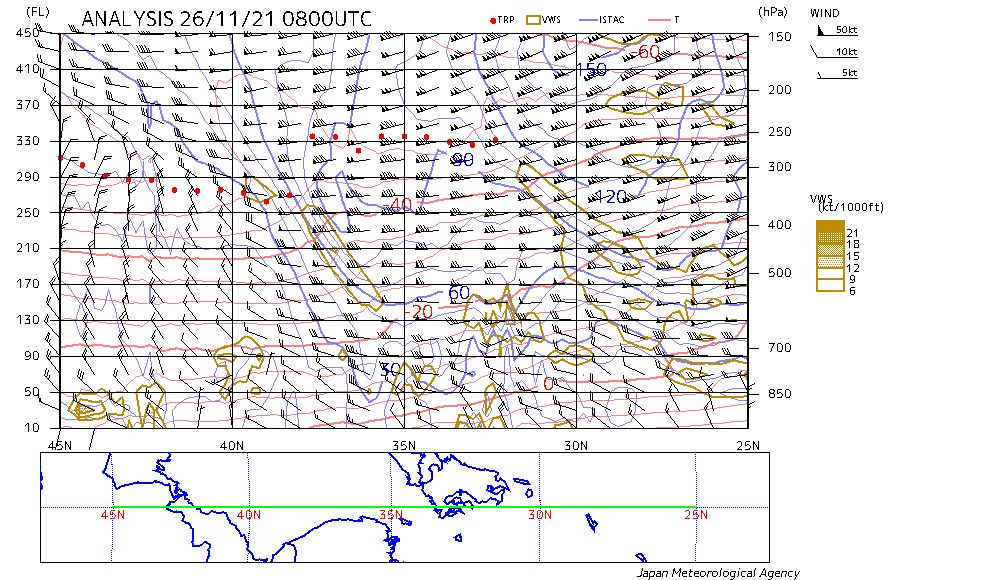 (FL) ANALYSIS 26/11/21 0800UTC TRP VWS ISTAC T (hPa) WIND
450 -60 150 50kt
410 150 10kt
370 200 5kt
330 90 250
290 -40 120 300
250 400 VWS
(kt/1000ft)
210 21
18
170 60 500 15
12
130 -20 9
6
90 30 700
50 0 850
10
45N 40N 35N 30N 25N
45N 40N 35N 30N 25N
Japan Meteorological Agency